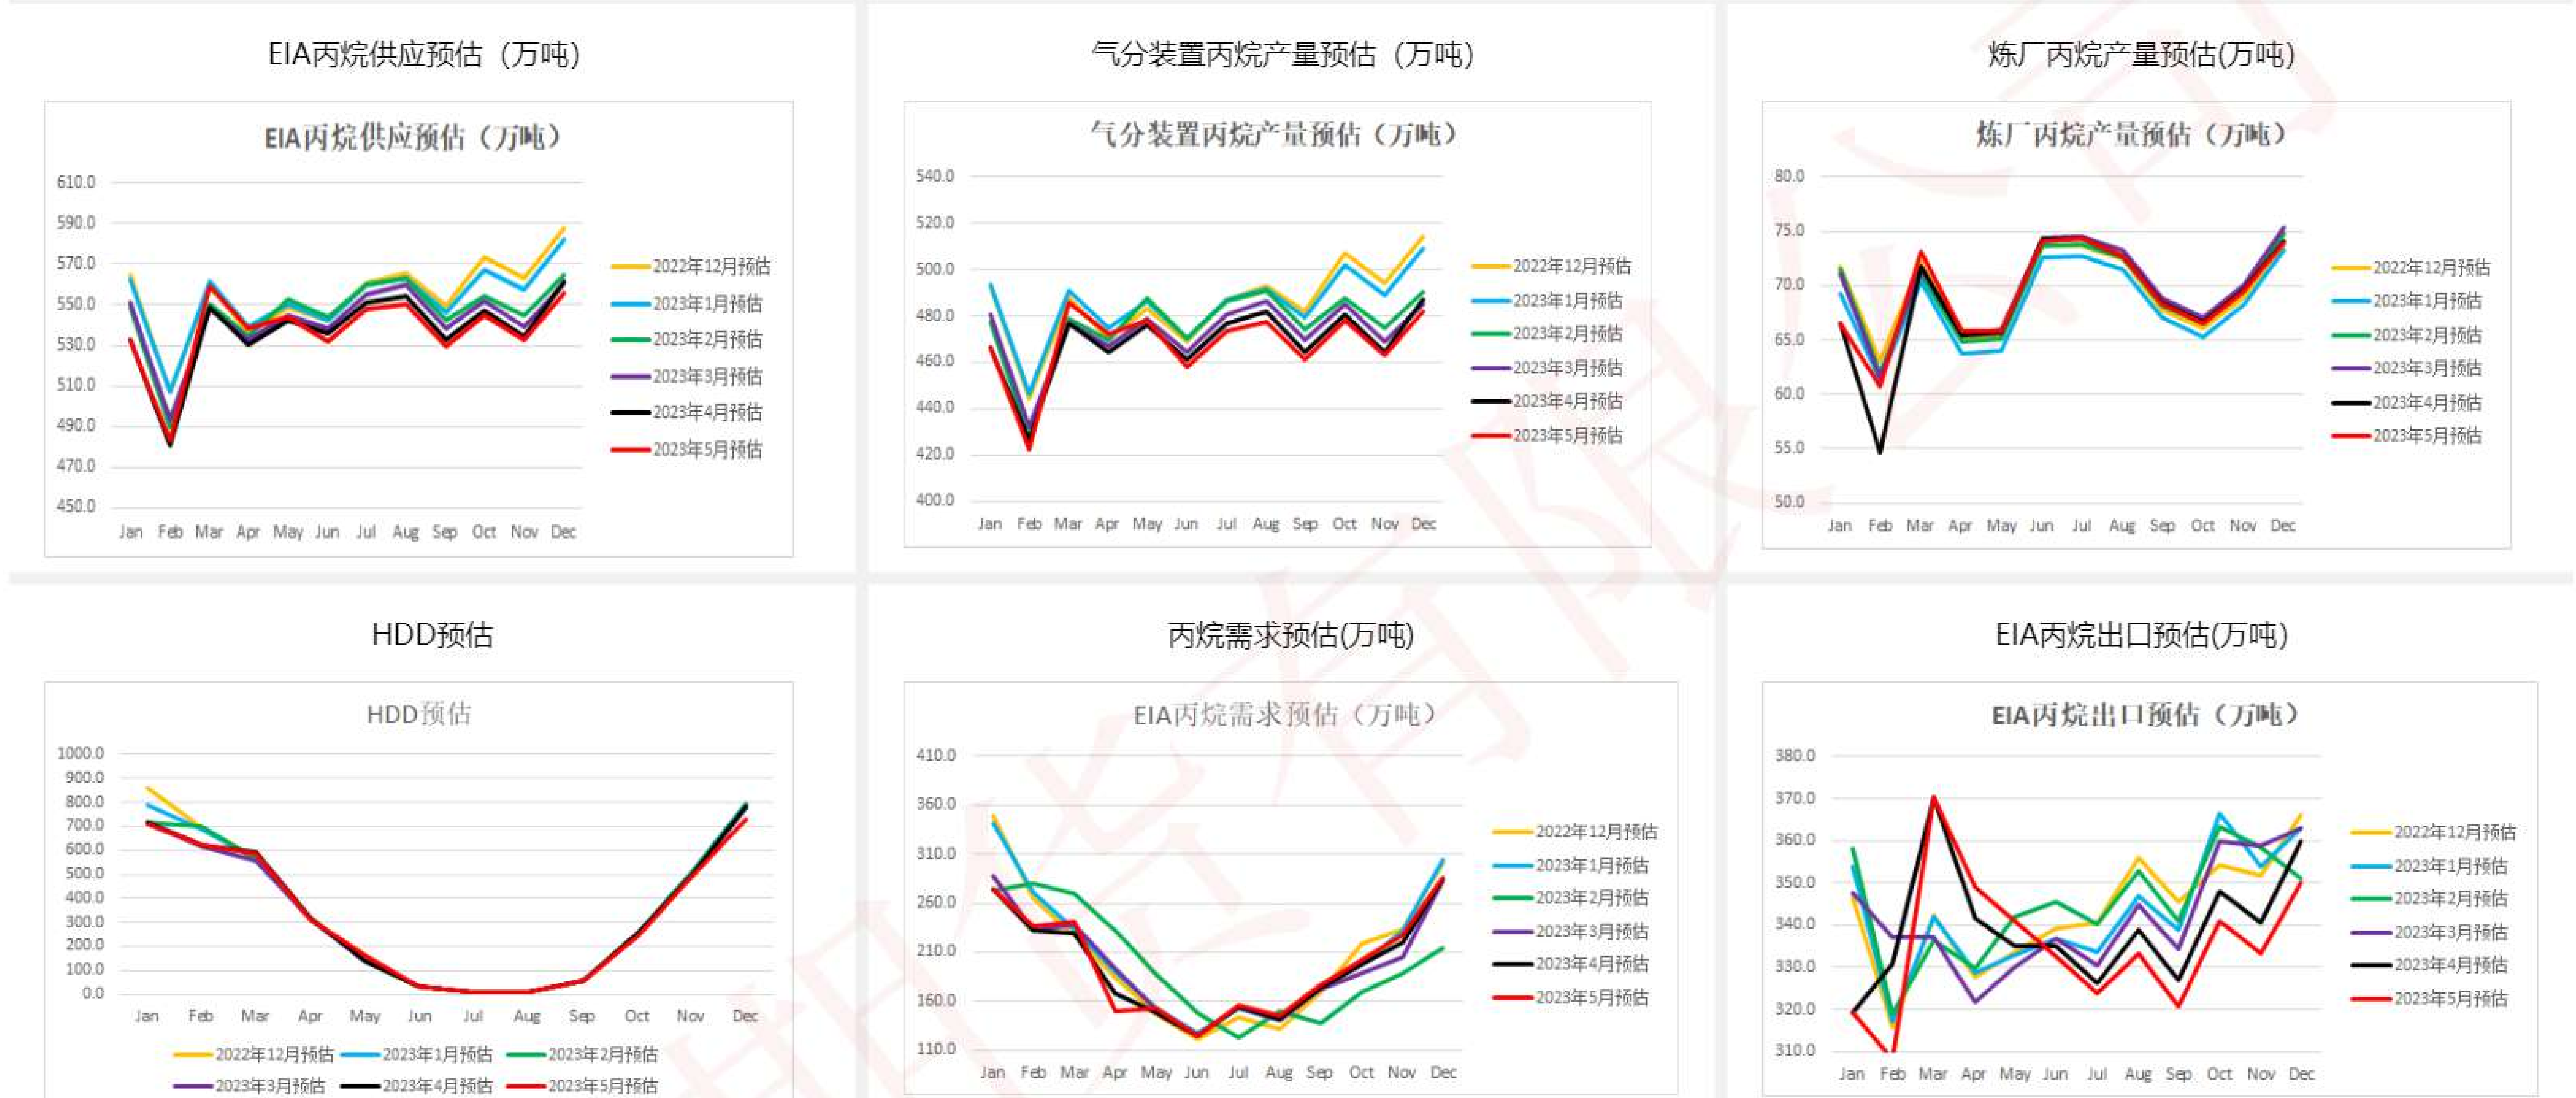 EIA丙烷供应预估（万吨）
EIA丙烷供应预估（万吨）
610.0
590.0
570.0
550.0
530.0
510.0
490.0
470.0
450.0
Jan Feb Mar Apr May Jun Jul Aug Sep Oct Nov Dec
2022年12月预估
2023年1月预估
2023年2月预估
2023年3月预估
2023年4月预估
2023年5月预估
气分装置丙烷产量预估（万吨）
气分装置丙烷产量预估（万吨）
540.0
520.0
500.0
480.0
460.0
440.0
420.0
400.0
Jan Feb Mar Apr May Jun Jul Aug Sep Oct Nov Dec
2022年12月预估
2023年1月预估
2023年2月预估
2023年3月预估
2023年4月预估
2023年5月预估
炼厂丙烷产量预估(万吨)
炼厂丙烷产量预估（万吨）
80.0
75.0
70.0
65.0
60.0
55.0
50.0
Jan Feb Mar Apr May Jun Jul Aug Sep Oct Nov Dec
2022年12月预估
2023年1月预估
2023年2月预估
2023年3月预估
2023年4月预估
2023年5月预估
HDD预估
HDD预估
1000.0
900.0
800.0
700.0
600.0
500.0
400.0
300.0
200.0
100.0
0.0
Jan Feb Mar Apr May Jun Jul Aug Sep Oct Nov Dec
2022年12月预估 2023年1月预估 2023年2月预估
2023年3月预估 2023年4月预估 2023年5月预估
丙烷需求预估(万吨)
EIA丙烷需求预估（万吨）
410.0
360.0
310.0
260.0
210.0
160.0
110.0
Jan Feb Mar Apr May Jun Jul Aug Sep Oct Nov Dec
2022年12月预估
2023年1月预估
2023年2月预估
2023年3月预估
2023年4月预估
2023年5月预估
EIA丙烷出口预估(万吨)
EIA丙烷出口预估（万吨）
380.0
370.0
360.0
350.0
340.0
330.0
320.0
310.0
Jan Feb Mar Apr May Jun Jul Aug Sep Oct Nov Dec
2022年12月预估
2023年1月预估
2023年2月预估
2023年3月预估
2023年4月预估
2023年5月预估
期货有限公司